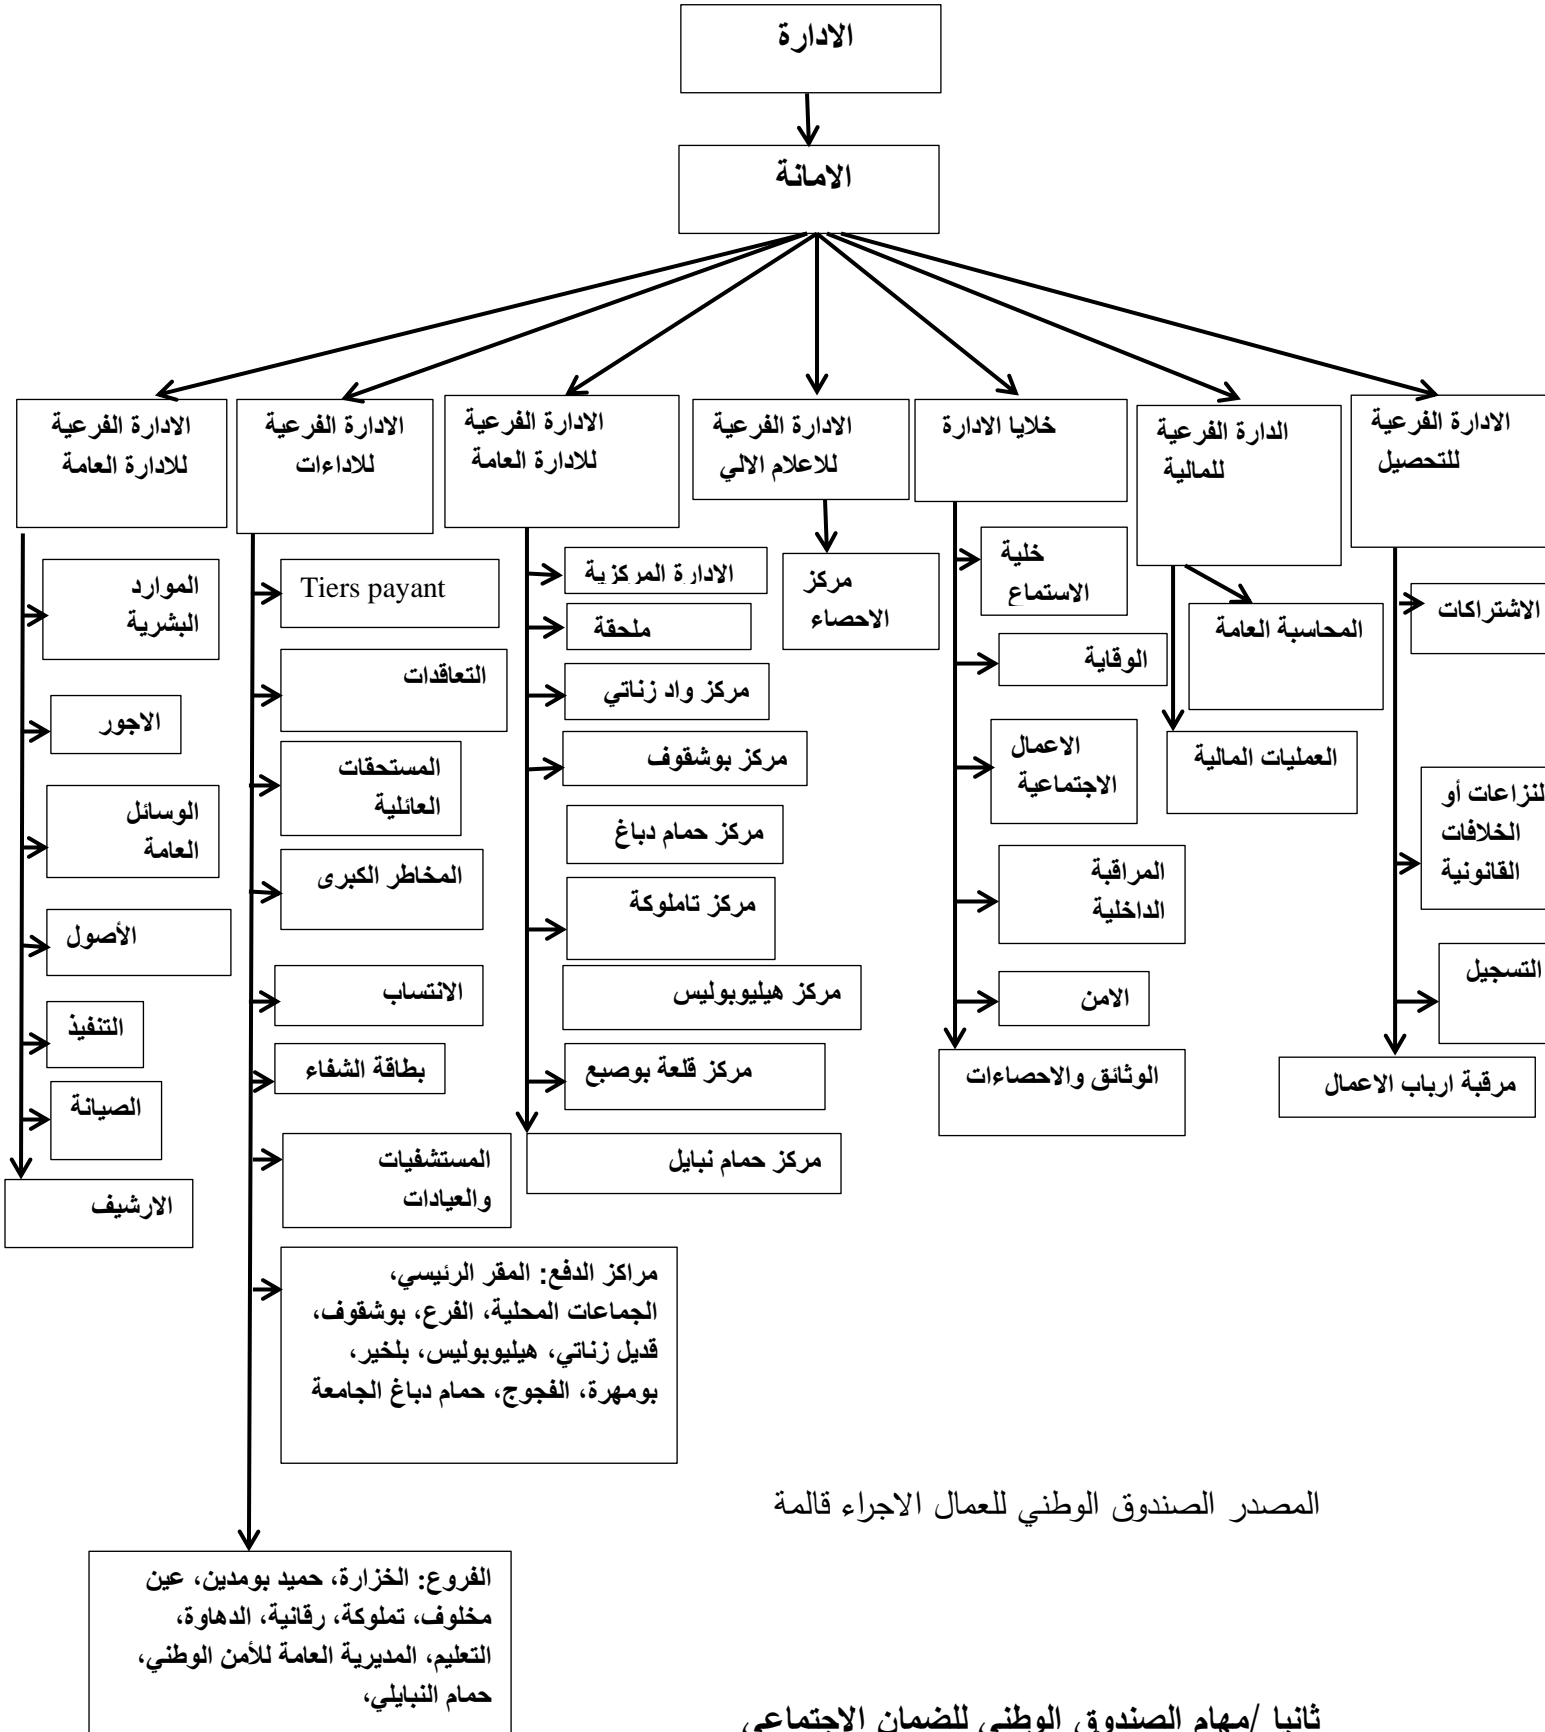 الادارة
الامانة
الادارة الفرعية
للتحصيل
الدارة الفرعية
للمالية
خلايا الادارة
الادارة الفرعية
للاعلام الالي
الادارة الفرعية
للادارة العامة
الادارة الفرعية
للاداءات
الادارة الفرعية
للادارة العامة
الاشتراكات
لنزاعات أو
الخلافات
القانونية
التسجيل
مرقبة ارباب الاعمال
المحاسبة العامة
العمليات المالية
خلية
الاستماع
الوقاية
الاعمال
الاجتماعية
المراقبة
الداخلية
الامن
الوثائق والاحصاءات
مركز
الاحصاء
الادارة المركزية
ملحقة
مركز واد زناتي
مركز بوشقوف
مركز حمام دباغ
مركز تاملوكة
مركز هيليوبوليس
مركز قلعة بوصبع
مركز حمام نبايل
Tiers payant
التعاقدات
المستحقات
العائلية
المخاطر الكبرى
الانتساب
بطاقة الشفاء
المستشفيات
والعيادات
مراكز الدفع: المقر الرئيسي،
الجماعات المحلية، الفرع، بوشقوف،
قديل زناتي، هيليوبوليس، بلخير،
بومهرة، الفجوج، حمام دباغ الجامعة
الفروع: الخزارة، حميد بومدين، عين
مخلوف، تملوكة، رقانية، الدهاوة،
التعليم، المديرية العامة للأمن الوطني،
حمام النبايلي،
الموارد
البشرية
الاجور
الوسائل
العامة
الأصول
التنفيذ
الصيانة
الارشيف
المصدر الصندوق الوطني للعمال الاجراء قالمة
ثانيا /مهام الصندوق الوطني للضمان الاجتماعي